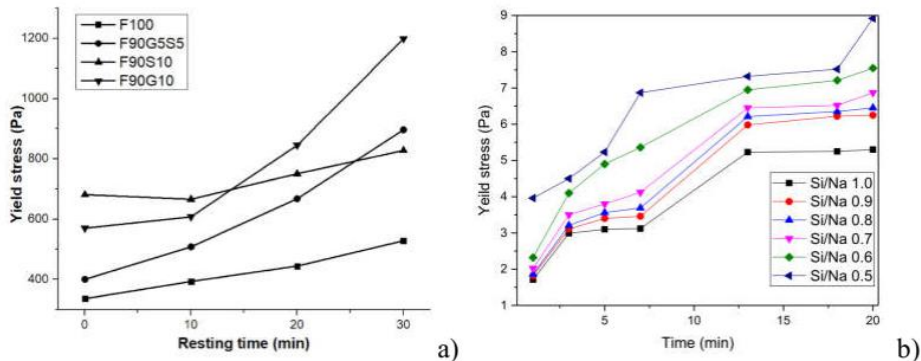 Yield stress (Pa)
1200
1000
800
600
400
0
10
20
30
Resting time (min)
F100
F90G5S5
F90S10
F90G10
a)
Yeild stress (Pa)
9
8
7
6
5
4
3
2
1
5
10
15
20
Time (min)
Si/Na 1.0
Si/Na 0.9
Si/Na 0.8
Si/Na 0.7
Si/Na 0.6
Si/Na 0.5
b)